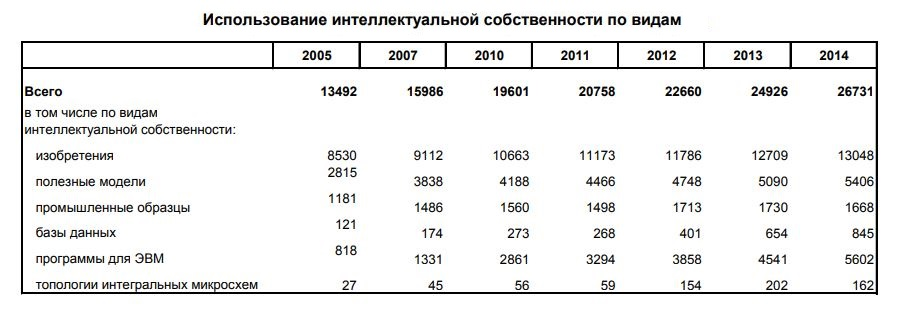 Использование интеллектуальной собственности по видам
2005 2007 2010 2011 2012 2013 2014
Всего 13492 15986 19601 20758 22660 24926 26731
в том числе по видам
интеллектуальной собственности:
изобретения 8530 9112 10663 11173 11786 12709 13048
полезные модели 2815 3838 4188 4466 4748 5090 5406
промышленные образцы 1181 1486 1560 1498 1713 1730 1668
базы данных 121 174 273 268 401 654 845
программы для ЭВМ 818 1331 2861 3294 3858 4541 5602
топологии интегральных микросхем 27 45 56 59 154 202 162